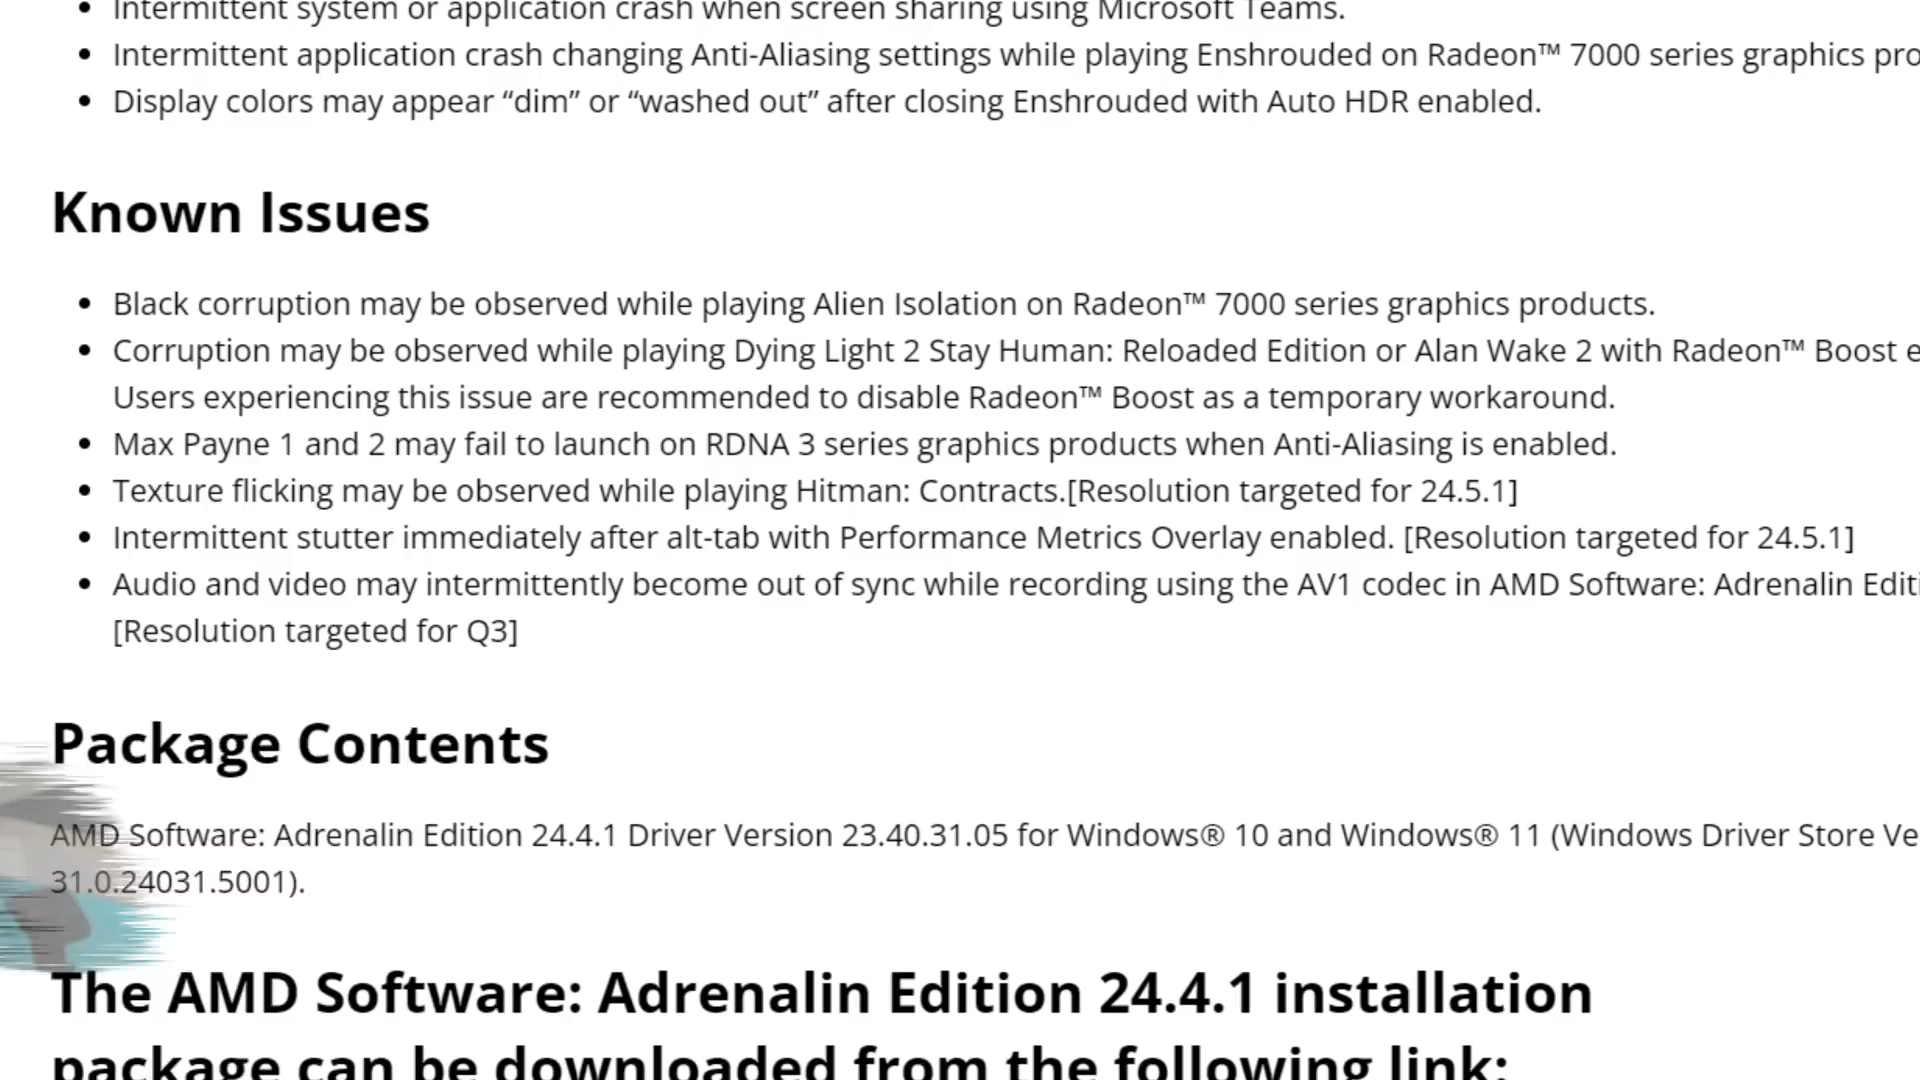 Intermittent system or application crash when screen sharing using Microsoft Teams.
Intermittent application crash changing Anti-Aliasing settings while playing Enshrouded on Radeon™ 7000 series graphics pro
Display colors may appear “dim” or “washed out” after closing Enshrouded with Auto HDR enabled.
Known Issues
Black corruption may be observed while playing Alien Isolation on Radeon™ 7000 series graphics products.
Corruption may be observed while playing Dying Light 2 Stay Human: Reloaded Edition or Alan Wake 2 with Radeon™ Boost e
Users experiencing this issue are recommended to disable Radeon™ Boost as a temporary workaround.
Max Payne 1 and 2 may fail to launch on RDNA 3 series graphics products when Anti-Aliasing is enabled.
Texture flicking may be observed while playing Hitman: Contracts.[Resolution targeted for 24.5.1]
Intermittent stutter immediately after alt-tab with Performance Metrics Overlay enabled. [Resolution targeted for 24.5.1]
Audio and video may intermittently become out of sync while recording using the AV1 codec in AMD Software: Adrenalin Editi
[Resolution targeted for Q3]
Package Contents
AMD Software: Adrenalin Edition 24.4.1 Driver Version 23.40.31.05 for Windows® 10 and Windows® 11 (Windows Driver Store Ve
31.0.24031.5001).
The AMD Software: Adrenalin Edition 24.4.1 installation
package can be downloaded from the following link: